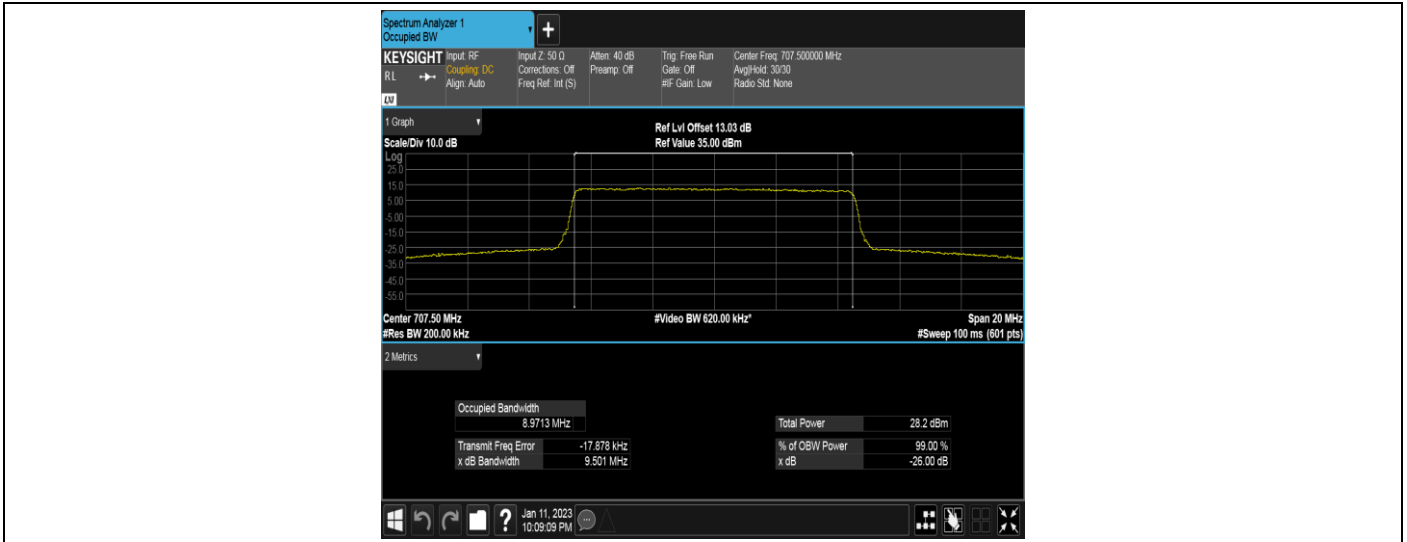 Spectrum Analyzer 1
Occupied BW
+
KEYSIGHT
RL
LXI
Input: RF
Coupling: DC
Align: Auto
Input Z: 50 Ω
Corrections: Off
Freq Ref: Int (S)
Atten: 40 dB
Preamp: Off
Trig: Free Run
Gate: Off
#IF Gain: Low
Center Freq: 707.500000 MHz
Avg|Hold: 30/30
Radio Std: None
1 Graph
Scale/Div 10.0 dB
Ref Lvl Offset 13.03 dB
Ref Value 35.00 dBm
Log
25.0
15.0
5.00
-5.00
-15.0
-25.0
-35.0
-45.0
-55.0
Center 707.50 MHz
#Video BW 620.00 kHz*
Span 20 MHz
#Res BW 200.00 kHz
#Sweep 100 ms (601 pts)
2 Metrics
Occupied Bandwidth
8.9713 MHz
Transmit Freq Error -17.878 kHz
x dB Bandwidth 9.501 MHz
Total Power 28.2 dBm
% of OBW Power 99.00 %
x dB -26.00 dB
?
Jan 11, 2023
10:09:09 PM